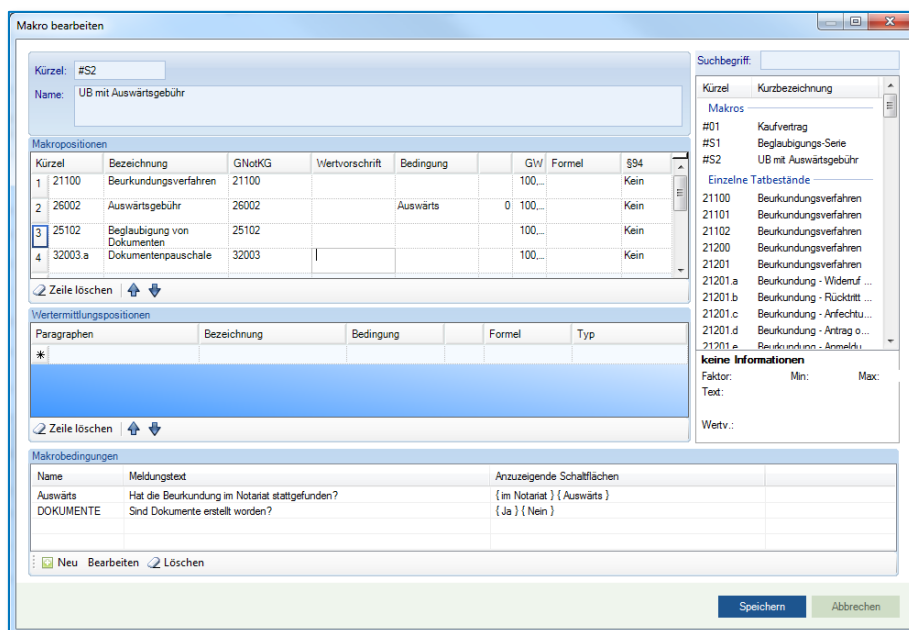 Makro bearbeiten
Kürzel: #S2
Name: UB mit Auswärtsgebühr
Makropositionen
Kürzel Bezeichnung GNotKG Wertvorschrift Bedingung GW Formel §94
1 21100 Beurkundungsverfahren 21100 100,... Kein
2 26002 Auswärtsgebühr 26002 Auswärts 0 100,... Kein
3 25102 Beglaubigung von Dokumenten 25102 100,... Kein
4 32003.a Dokumentenpauschale 32003 100,... Kein
Zeile löschen
Wertermittlungspositionen
Paragraphen Bezeichnung Bedingung Formel Typ
Zeile löschen
Makrobedingungen
Name Meldungstext Anzuzeigende Schaltflächen
Auswärts Hat die Beurkundung im Notariat stattgefunden? { im Notariat } { Auswärts }
DOKUMENTE Sind Dokumente erstellt worden? { Ja } { Nein }
Neu Bearbeiten Löschen
Suchbegriff:
Kürzel Kurzbezeichnung
Makros
#01 Kaufvertrag
#S1 Beglaubigungs-Serie
#S2 UB mit Auswärtsgebühr
Einzelne Tatbestände
21100 Beurkundungsverfahren
21101 Beurkundungsverfahren
21102 Beurkundungsverfahren
21200 Beurkundungsverfahren
21201 Beurkundungsverfahren
21201.a Beurkundung - Widerruf ...
21201.b Beurkundung - Rücktritt ...
21201.c Beurkundung - Anfechtu...
21201.d Beurkundung - Antrag o...
21201.e Beurkundung - Anmeldu...
keine Informationen
Faktor: Min: Max:
Text:
Wertv.:
Speichern Abbrechen